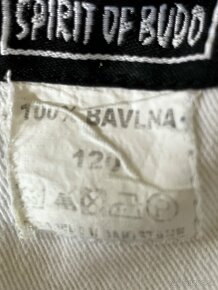 SPIRIT OF BUDO
100% BAVLNA
120